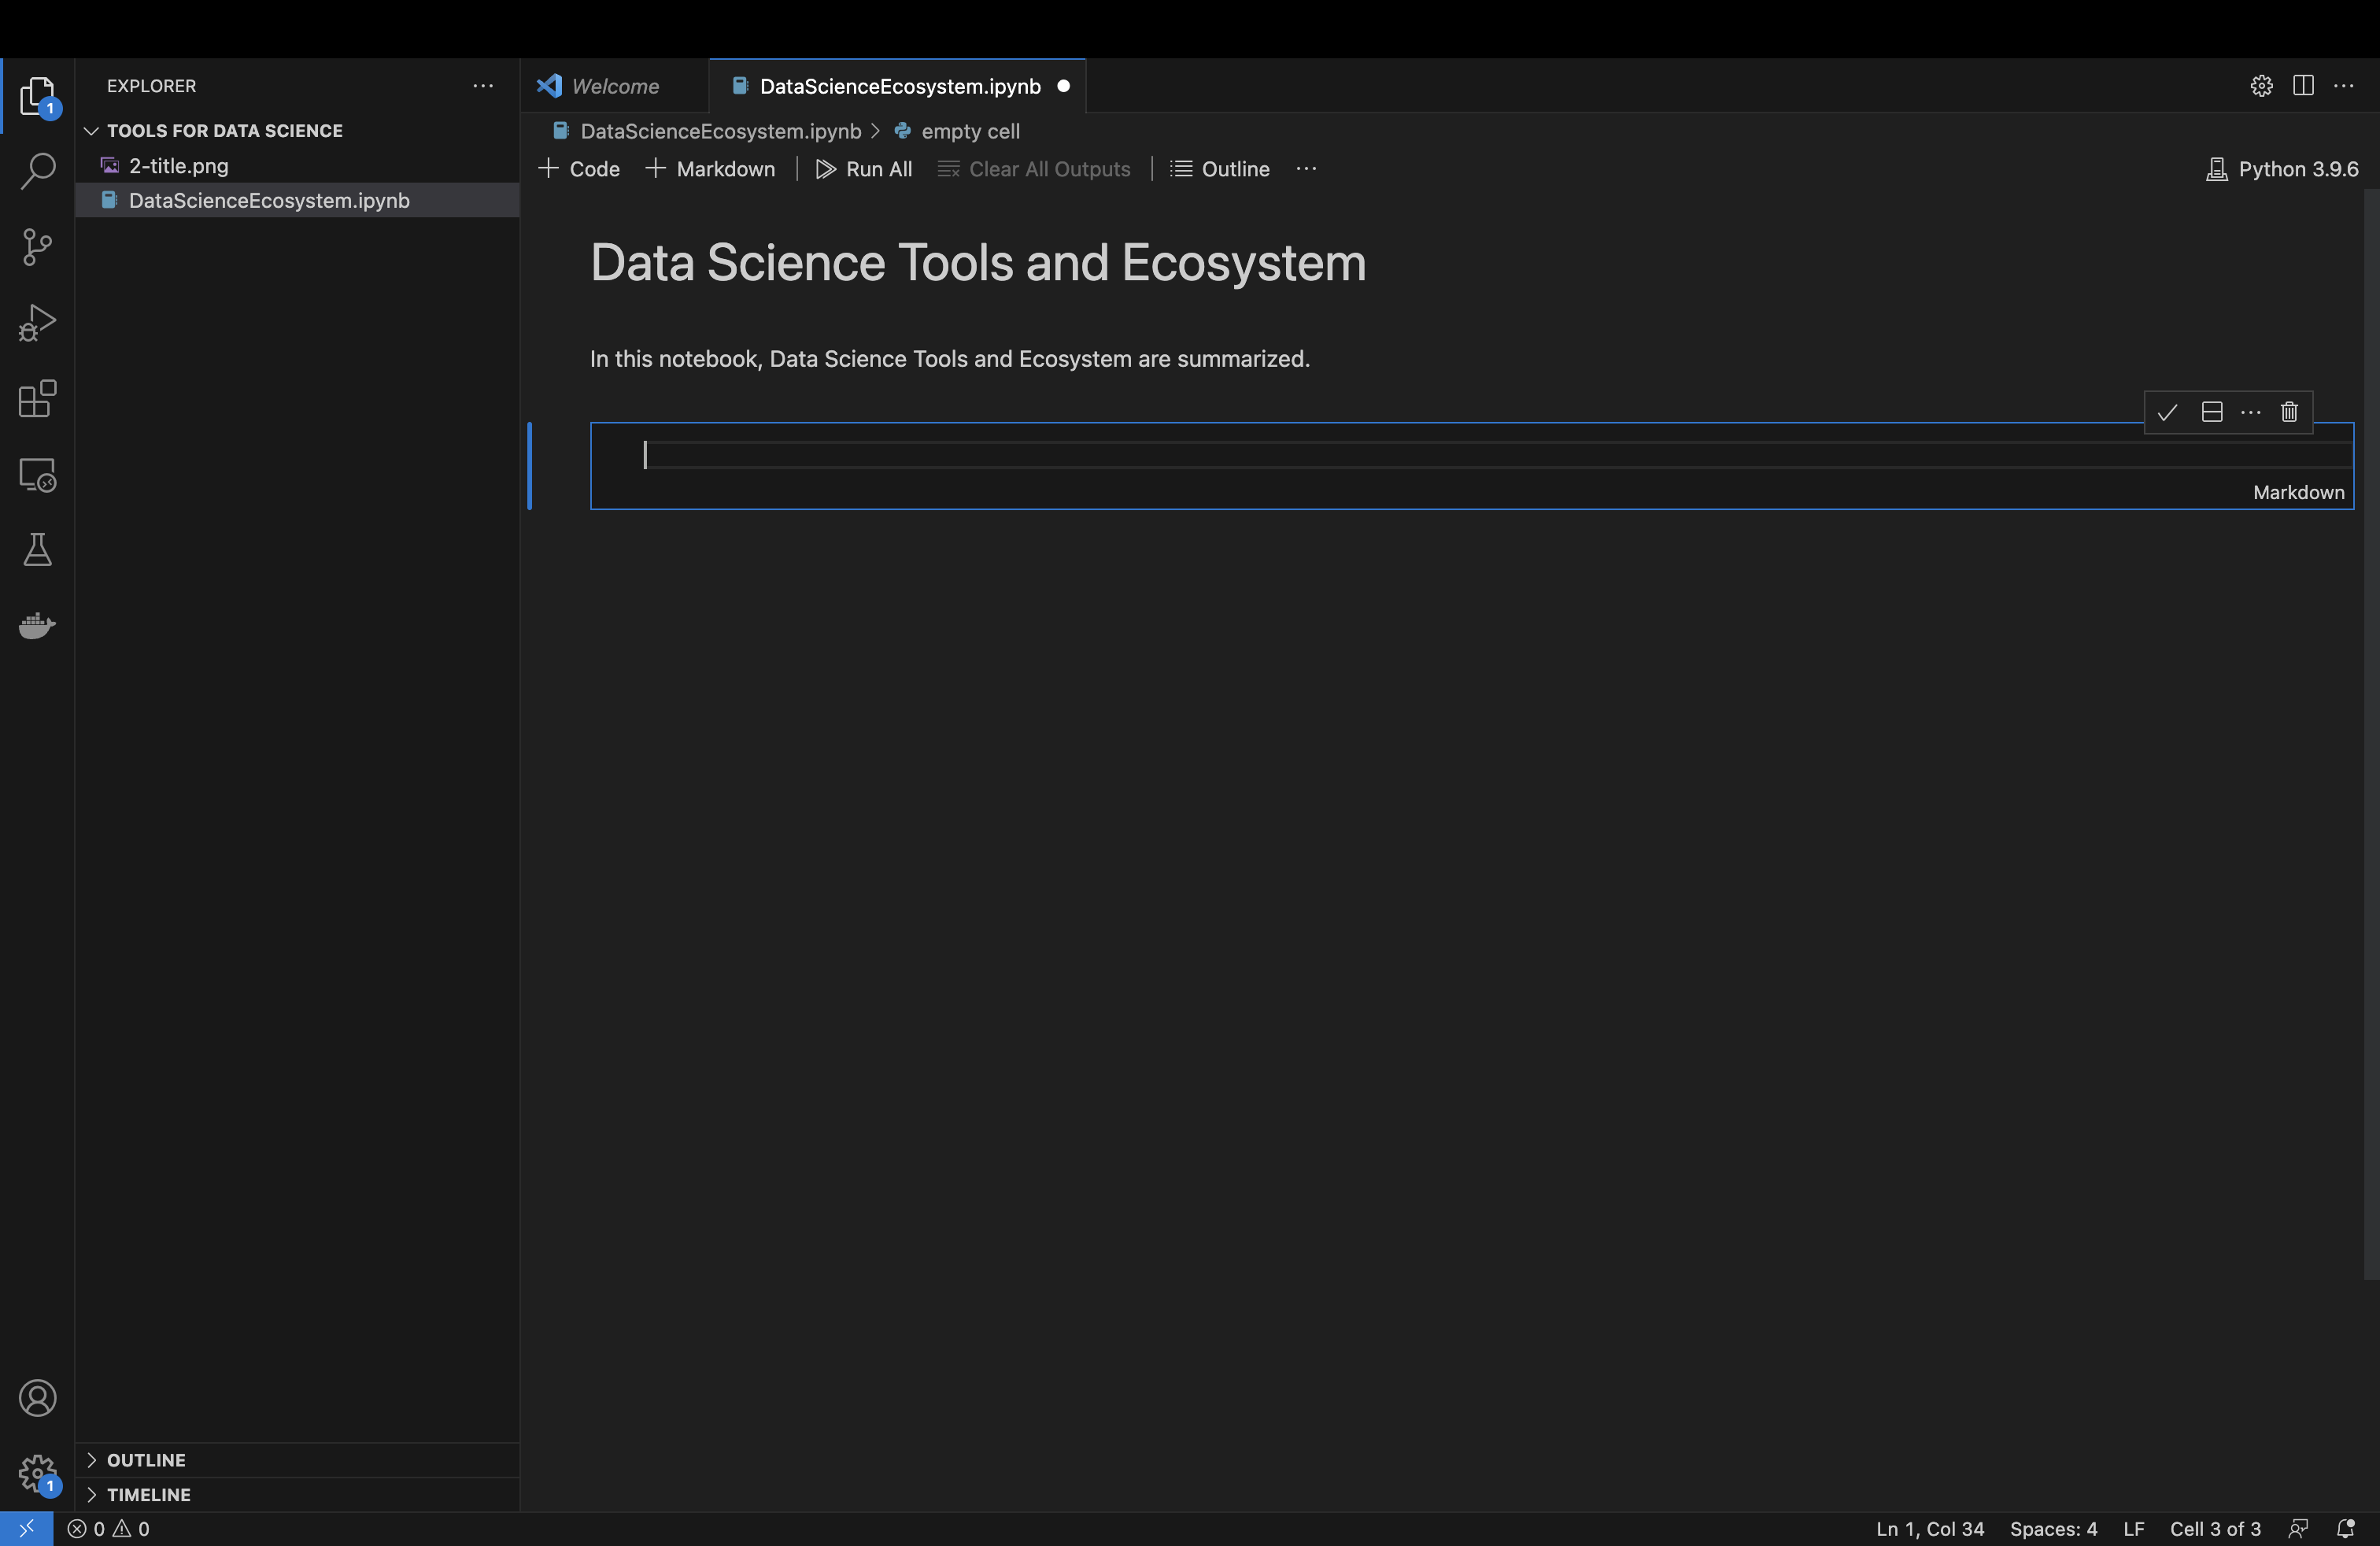 EXPLORER
TOOLS FOR DATA SCIENCE
2-title.png
DataScienceEcosystem.ipynb
OUTLINE
TIMELINE
Welcome
DataScienceEcosystem.ipynb
DataScienceEcosystem.ipynb > empty cell
Code Markdown Run All Clear All Outputs Outline
Python 3.9.6
Data Science Tools and Ecosystem
In this notebook, Data Science Tools and Ecosystem are summarized.
Markdown
1
1
0 0
Ln 1, Col 34 Spaces: 4 LF Cell 3 of 3